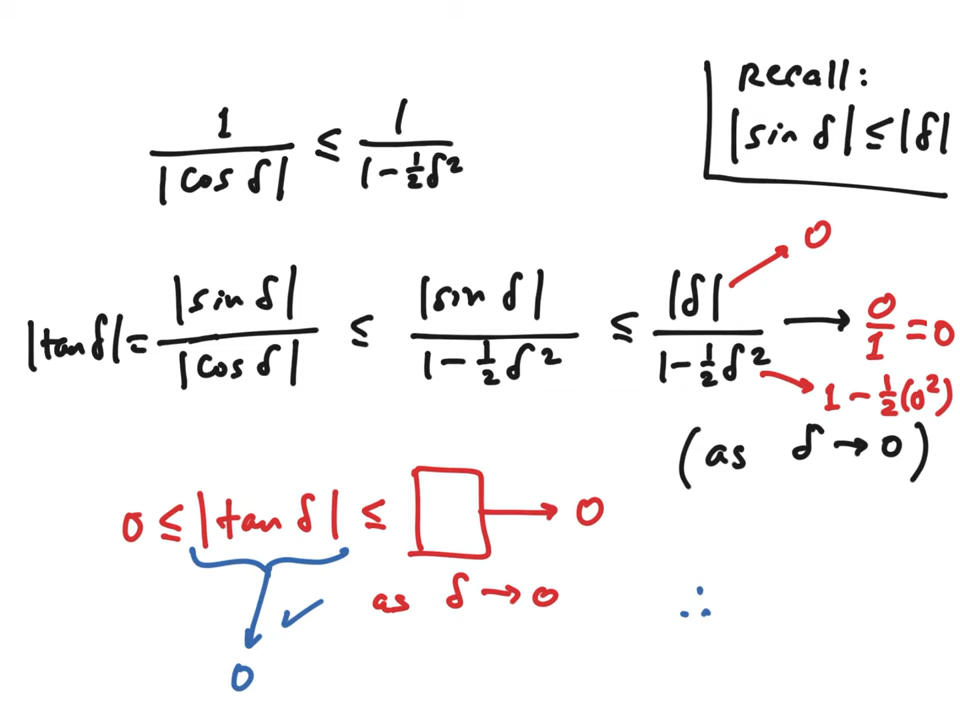 Recall:
|sin δ| ≤ |δ|
1/|cos δ| ≤ 1/(1-½δ²)
|tan δ| = |sin δ|/|cos δ| ≤ |sin δ|/(1-½δ²) ≤ |δ|/(1-½δ²) → 0/1 = 0
0
1 - ½(0²)
(as δ → 0)
0 ≤ |tan δ| ≤ □ → 0
as δ → 0
✓
0
∴